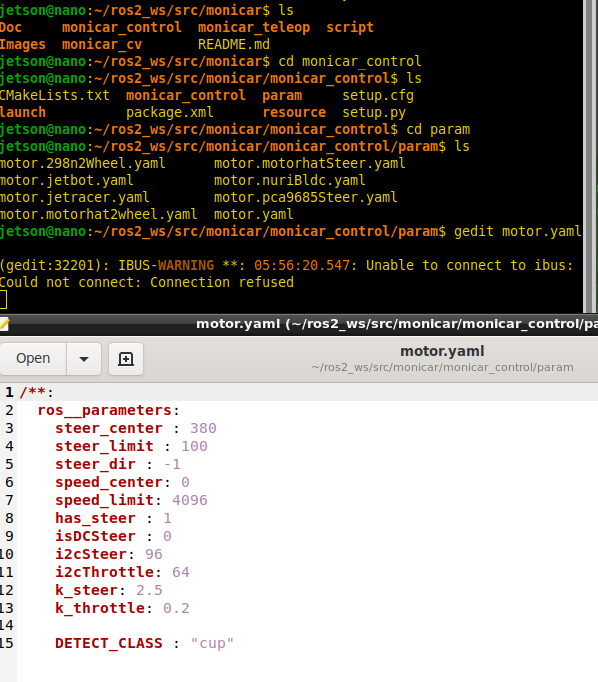 jetson@nano:~/ros2_ws/src/monicar$ ls
Doc     monicar_control  monicar_teleop  script
Images  monicar_cv       README.md
jetson@nano:~/ros2_ws/src/monicar$ cd monicar_control
jetson@nano:~/ros2_ws/src/monicar/monicar_control$ ls
CMakeLists.txt  monicar_control  param     setup.cfg
launch          package.xml      resource  setup.py
jetson@nano:~/ros2_ws/src/monicar/monicar_control$ cd param
jetson@nano:~/ros2_ws/src/monicar/monicar_control/param$ ls
motor.298n2Wheel.yaml      motor.motorhatSteer.yaml
motor.jetbot.yaml          motor.nuriBldc.yaml
motor.jetracer.yaml        motor.pca9685Steer.yaml
motor.motorhat2wheel.yaml  motor.yaml
jetson@nano:~/ros2_ws/src/monicar/monicar_control/param$ gedit motor.yaml
(gedit:32201): IBUS-WARNING **: 05:56:20.547: Unable to connect to ibus:
Could not connect: Connection refused
motor.yaml (~/ros2_ws/src/monicar/monicar_control/pa
Open
motor.yaml
~/ros2_ws/src/monicar/monicar_control/param
1 /**:
2   ros__parameters:
3     steer_center : 380
4     steer_limit : 100
5     steer_dir : -1
6     speed_center: 0
7     speed_limit: 4096
8     has_steer : 1
9     isDCSteer : 0
10     i2cSteer: 96
11     i2cThrottle: 64
12     k_steer: 2.5
13     k_throttle: 0.2
14
15     DETECT_CLASS : "cup"